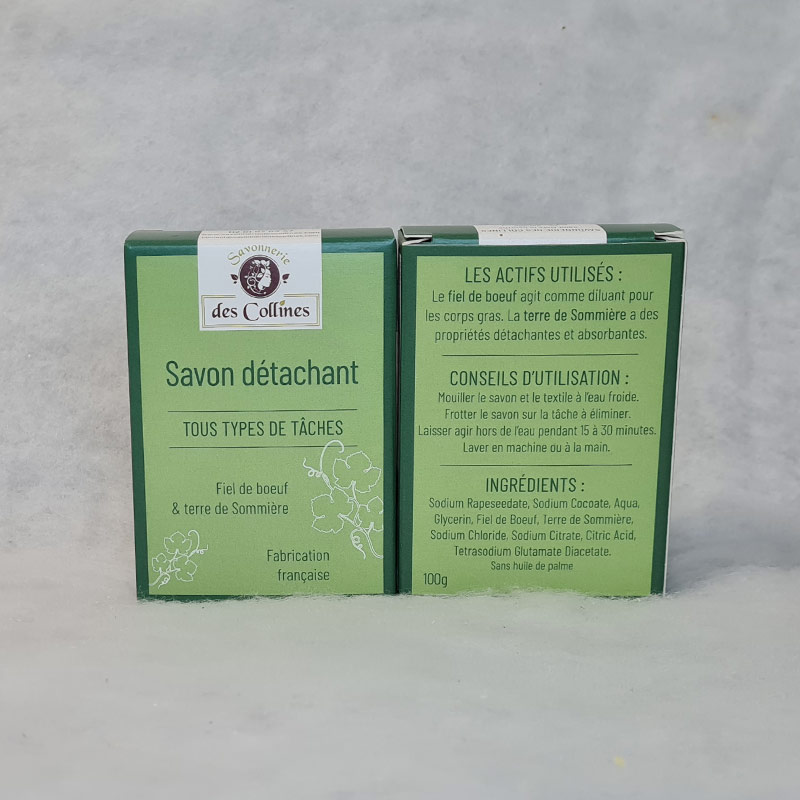 Savonnerie
des Collines
Savon détachant
TOUS TYPES DE TÂCHES
Fiel de boeuf
& terre de Sommière
Fabrication
française
LES ACTIFS UTILISÉS :
Le fiel de boeuf agit comme diluant pour
les corps gras. La terre de Sommière a des
propriétés détachantes et absorbantes.
CONSEILS D'UTILISATION :
Mouiller le savon et le textile à l'eau froide.
Frotter le savon sur la tâche à éliminer.
Laisser agir hors de l'eau pendant 15 à 30 minutes.
Laver en machine ou à la main.
INGRÉDIENTS :
Sodium Rapeseedate, Sodium Cocoate, Aqua,
Glycerin, Fiel de Boeuf, Terre de Sommière,
Sodium Chloride, Sodium Citrate, Citric Acid,
Tetrasodium Glutamate Diacetate.
Sans huile de palme
100g